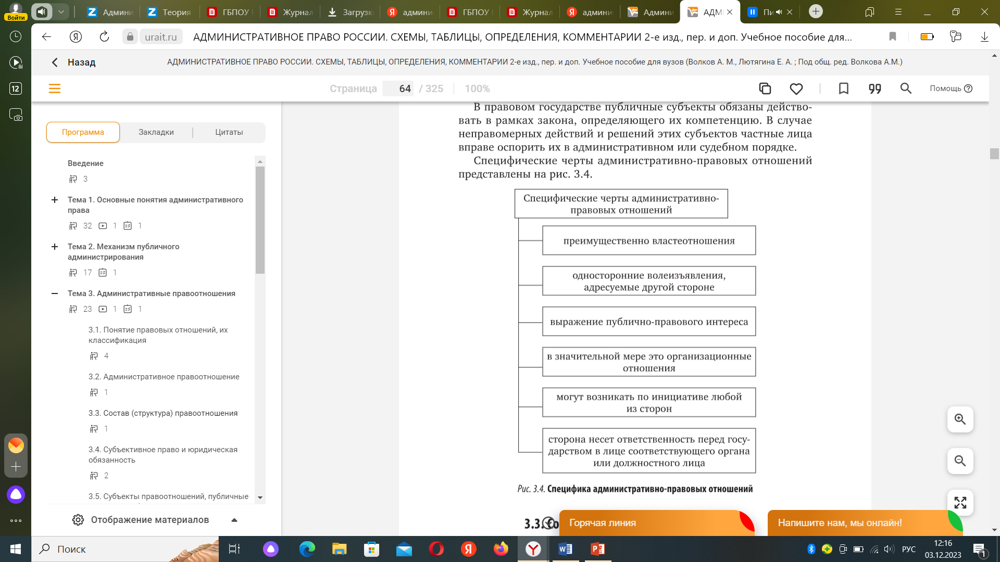 Войти
Админи
Теория
ГБПОУ Р
Журнал
Загрузк
админи
ГБПОУ Р
Журнал
админи
Админи
АДМИ
Пи
urait.ru
АДМИНИСТРАТИВНОЕ ПРАВО РОССИИ. СХЕМЫ, ТАБЛИЦЫ, ОПРЕДЕЛЕНИЯ, КОММЕНТАРИИ 2-е изд., пер. и доп. Учебное пособие для...
Назад
АДМИНИСТРАТИВНОЕ ПРАВО РОССИИ. СХЕМЫ, ТАБЛИЦЫ, ОПРЕДЕЛЕНИЯ, КОММЕНТАРИИ 2-е изд., пер. и доп. Учебное пособие для вузов (Волков А. М., Лютягина Е. А. ; Под общ. ред. Волкова А.М.)
12
Страница 64 / 325 100%
Помощь
Программа
Закладки
Цитаты
Введение
3
Тема 1. Основные понятия административного
права
32 1 1
Тема 2. Механизм публичного
администрирования
17 1
Тема 3. Административные правоотношения
23 1 1
3.1. Понятие правовых отношений, их
классификация
4
3.2. Административное правоотношение
1
3.3. Состав (структура) правоотношения
1
3.4. Субъективное право и юридическая
обязанность
2
3.5. Субъекты правоотношений, публичные
Отображение материалов
В правовом государстве публичные субъекты обязаны действо-
вать в рамках закона, определяющего их компетенцию. В случае
неправомерных действий и решений этих субъектов частные лица
вправе оспорить их в административном или судебном порядке.
Специфические черты административно-правовых отношений
представлены на рис. 3.4.
Специфические черты административно-
правовых отношений
преимущественно властеотношения
односторонние волеизъявления,
адресуемые другой стороне
выражение публично-правового интереса
в значительной мере это организационные
отношения
могут возникать по инициативе любой
из сторон
сторона несет ответственность перед госу-
дарством в лице соответствующего органа
или должностного лица
Рис. 3.4. Специфика административно-правовых отношений
3.3. Со
Горячая линия
Напишите нам, мы онлайн!
Поиск
РУС
12:16
03.12.2023
1